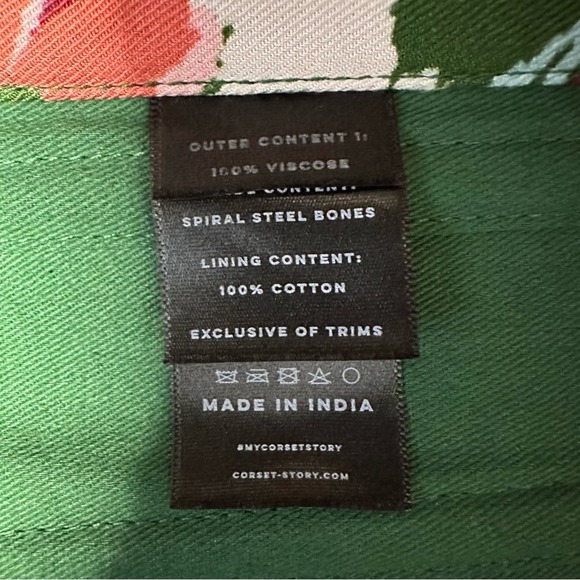 OUTER CONTENT 1:
100% VISCOSE
CONTENT:
SPIRAL STEEL BONES
LINING CONTENT:
100% COTTON
EXCLUSIVE OF TRIMS
MADE IN INDIA
#MYCORSETSTORY
CORSET-STORY.COM